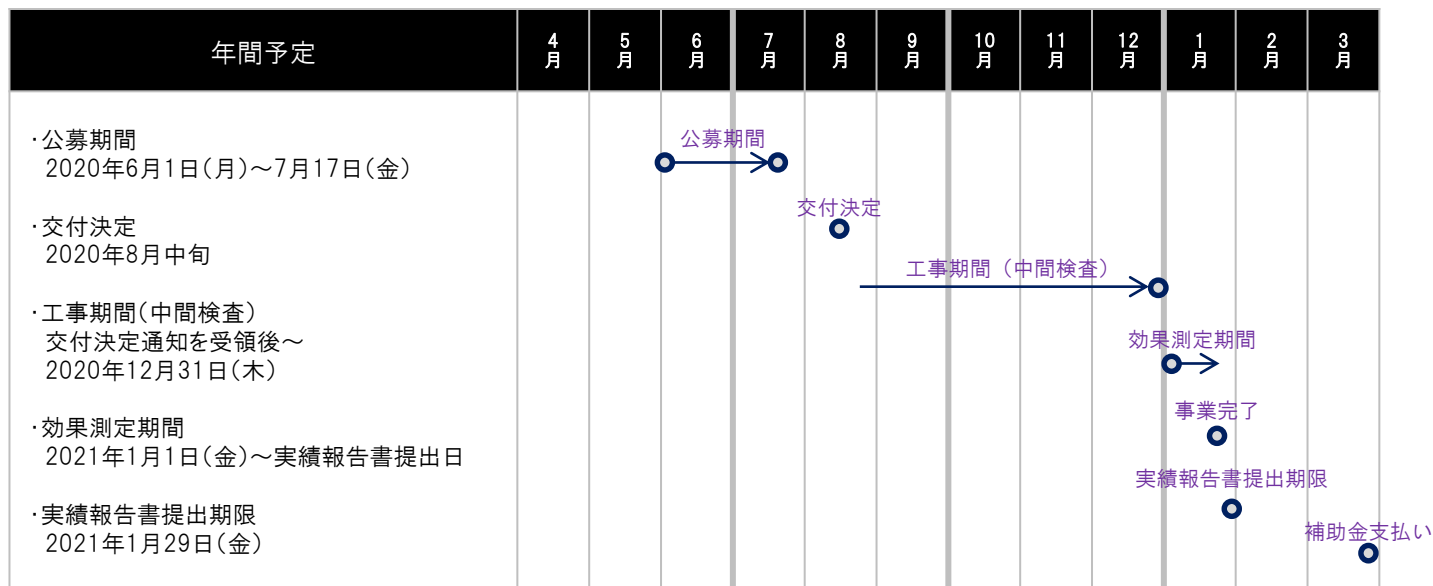 年間予定
4月
5月
6月
7月
8月
9月
10月
11月
12月
1月
2月
3月
・公募期間
2020年6月1日(月)～7月17日(金)
・交付決定
2020年8月中旬
・工事期間(中間検査)
交付決定通知を受領後～
2020年12月31日(木)
・効果測定期間
2021年1月1日(金)～実績報告書提出日
・実績報告書提出期限
2021年1月29日(金)
公募期間
交付決定
工事期間（中間検査）
効果測定期間
事業完了
実績報告書提出期限
補助金支払い